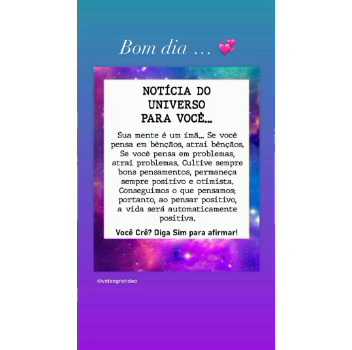 Bom dia ... 💞
NOTÍCIA DO
UNIVERSO
PARA VOCÊ...
Sua mente é um ímã... Se você
pensa em bênçãos, atrai bênçãos.
Se você pensa em problemas,
atrai problemas. Cultive sempre
bons pensamentos, permaneça
sempre positivo e otimista.
Conseguimos o que pensamos;
portanto, ao pensar positivo,
a vida será automaticamente
positiva.
Você Crê? Diga Sim para afirmar!
@videegratidao